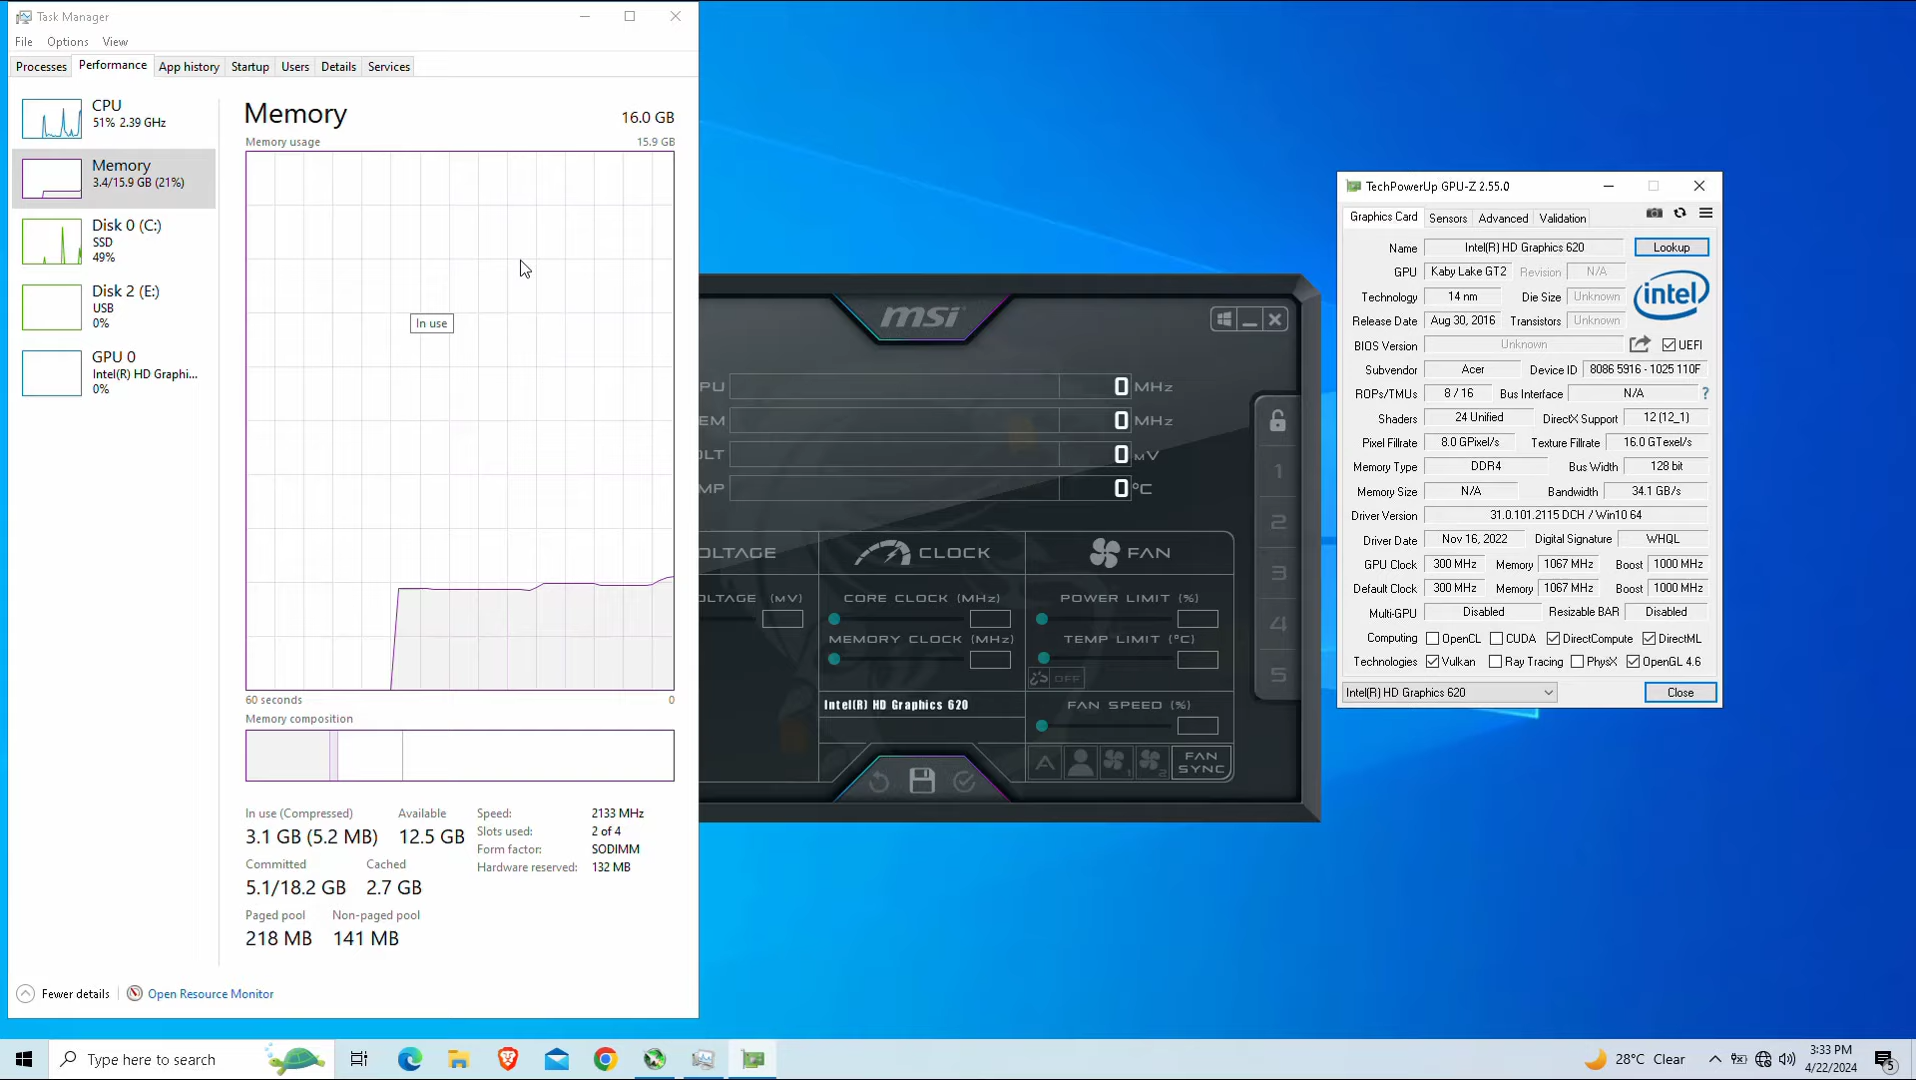 Task Manager
File Options View
Processes Performance App history Startup Users Details Services
CPU
51% 2.39 GHz
Memory
3.4/15.9 GB (21%)
Disk 0 (C:)
SSD
49%
Disk 2 (E:)
USB
0%
GPU 0
Intel(R) HD Graphi...
0%
Memory 16.0 GB
Memory usage 15.9 GB
In use
60 seconds 0
Memory composition
In use (Compressed) Available
3.1 GB (5.2 MB) 12.5 GB
Committed Cached
5.1/18.2 GB 2.7 GB
Paged pool Non-paged pool
218 MB 141 MB
Speed: 2133 MHz
Slots used: 2 of 4
Form factor: SODIMM
Hardware reserved: 132 MB
Fewer details Open Resource Monitor
msi
PU 0 MHz
EM 0 MHz
OLT 0 MV
MP 0 °C
1
2
3
4
5
OLTAGE CLOCK FAN
OLTAGE (MV) CORE CLOCK (MHz) POWER LIMIT (%)
MEMORY CLOCK (MHz) TEMP LIMIT (°C)
OFF
Intel(R) HD Graphics 620 FAN SPEED (%)
A 1 2 FAN SYNC
TechPowerUp GPU-Z 2.55.0
Graphics Card Sensors Advanced Validation
Name Intel(R) HD Graphics 620 Lookup
GPU Kaby Lake GT2 Revision N/A
intel
Technology 14 nm Die Size Unknown
Release Date Aug 30, 2016 Transistors Unknown
BIOS Version Unknown UEFI
Subvendor Acer Device ID 8086 5916 - 1025 110F
ROPs/TMUs 8 / 16 Bus Interface N/A ?
Shaders 24 Unified DirectX Support 12 (12_1)
Pixel Fillrate 8.0 GPixel/s Texture Fillrate 16.0 GTexel/s
Memory Type DDR4 Bus Width 128 bit
Memory Size N/A Bandwidth 34.1 GB/s
Driver Version 31.0.101.2115 DCH / Win10 64
Driver Date Nov 16, 2022 Digital Signature WHQL
GPU Clock 300 MHz Memory 1067 MHz Boost 1000 MHz
Default Clock 300 MHz Memory 1067 MHz Boost 1000 MHz
Multi-GPU Disabled Resizable BAR Disabled
Computing OpenCL CUDA DirectCompute DirectML
Technologies Vulkan Ray Tracing PhysX OpenGL 4.6
Intel(R) HD Graphics 620 Close
Type here to search
28°C Clear
3:33 PM
4/22/2024
5